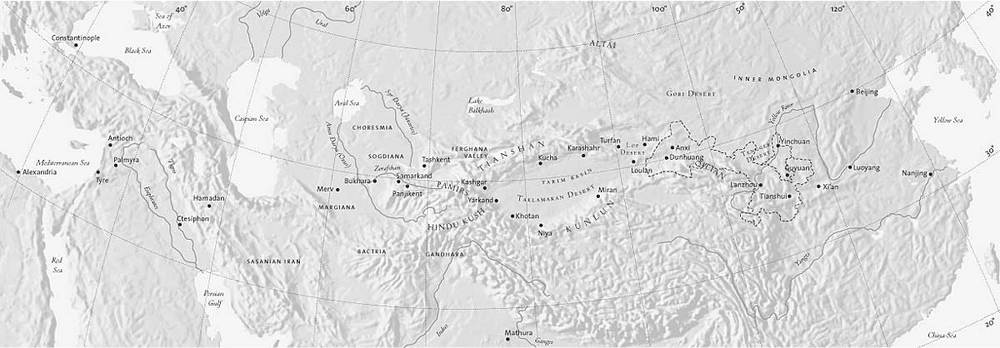 40°
60°
80°
100°
50°
120°
40°
Sea of
Azov
Volga
Ural
Constantinople
Black Sea
ALTAI
INNER MONGOLIA
GOBI DESERT
Beijing
Aral Sea
Syr Darya (Jaxartes)
Lake
Balkhash
Caspian Sea
Amu Darya (Oxus)
CHORESMIA
Yellow River
Yellow Sea
Antioch
FERGHANA
VALLEY
TIANSHAN
Turfan
Hami
Yinchuan
Mediterranean Sea
Palmyra
Tigris
SOGDIANA
Zerafshan
Tashkent
Kucha
Karashahr
LOP
DESERT
Anxi
Dunhuang
TENGGER
DESERT
30°
Alexandria
Tyre
Euphrates
Hamadan
Merv
Bukhara
Samarkand
Panjikent
PAMIRS
Kashgar
TARIM BASIN
Loulan
Lanzhou
Guyuan
Luoyang
Nanjing
Xi'an
Tianshui
MARGIANA
Yarkand
TAKLAMAKAN DESERT
Miran
Ctesiphon
HINDU KUSH
Khotan
Niya
KUNLUN
Red
Sea
SASANIAN IRAN
BACTRIA
GANDHARA
Yangze
Persian
Gulf
Indus
Mathura
Ganges
China Sea
20°